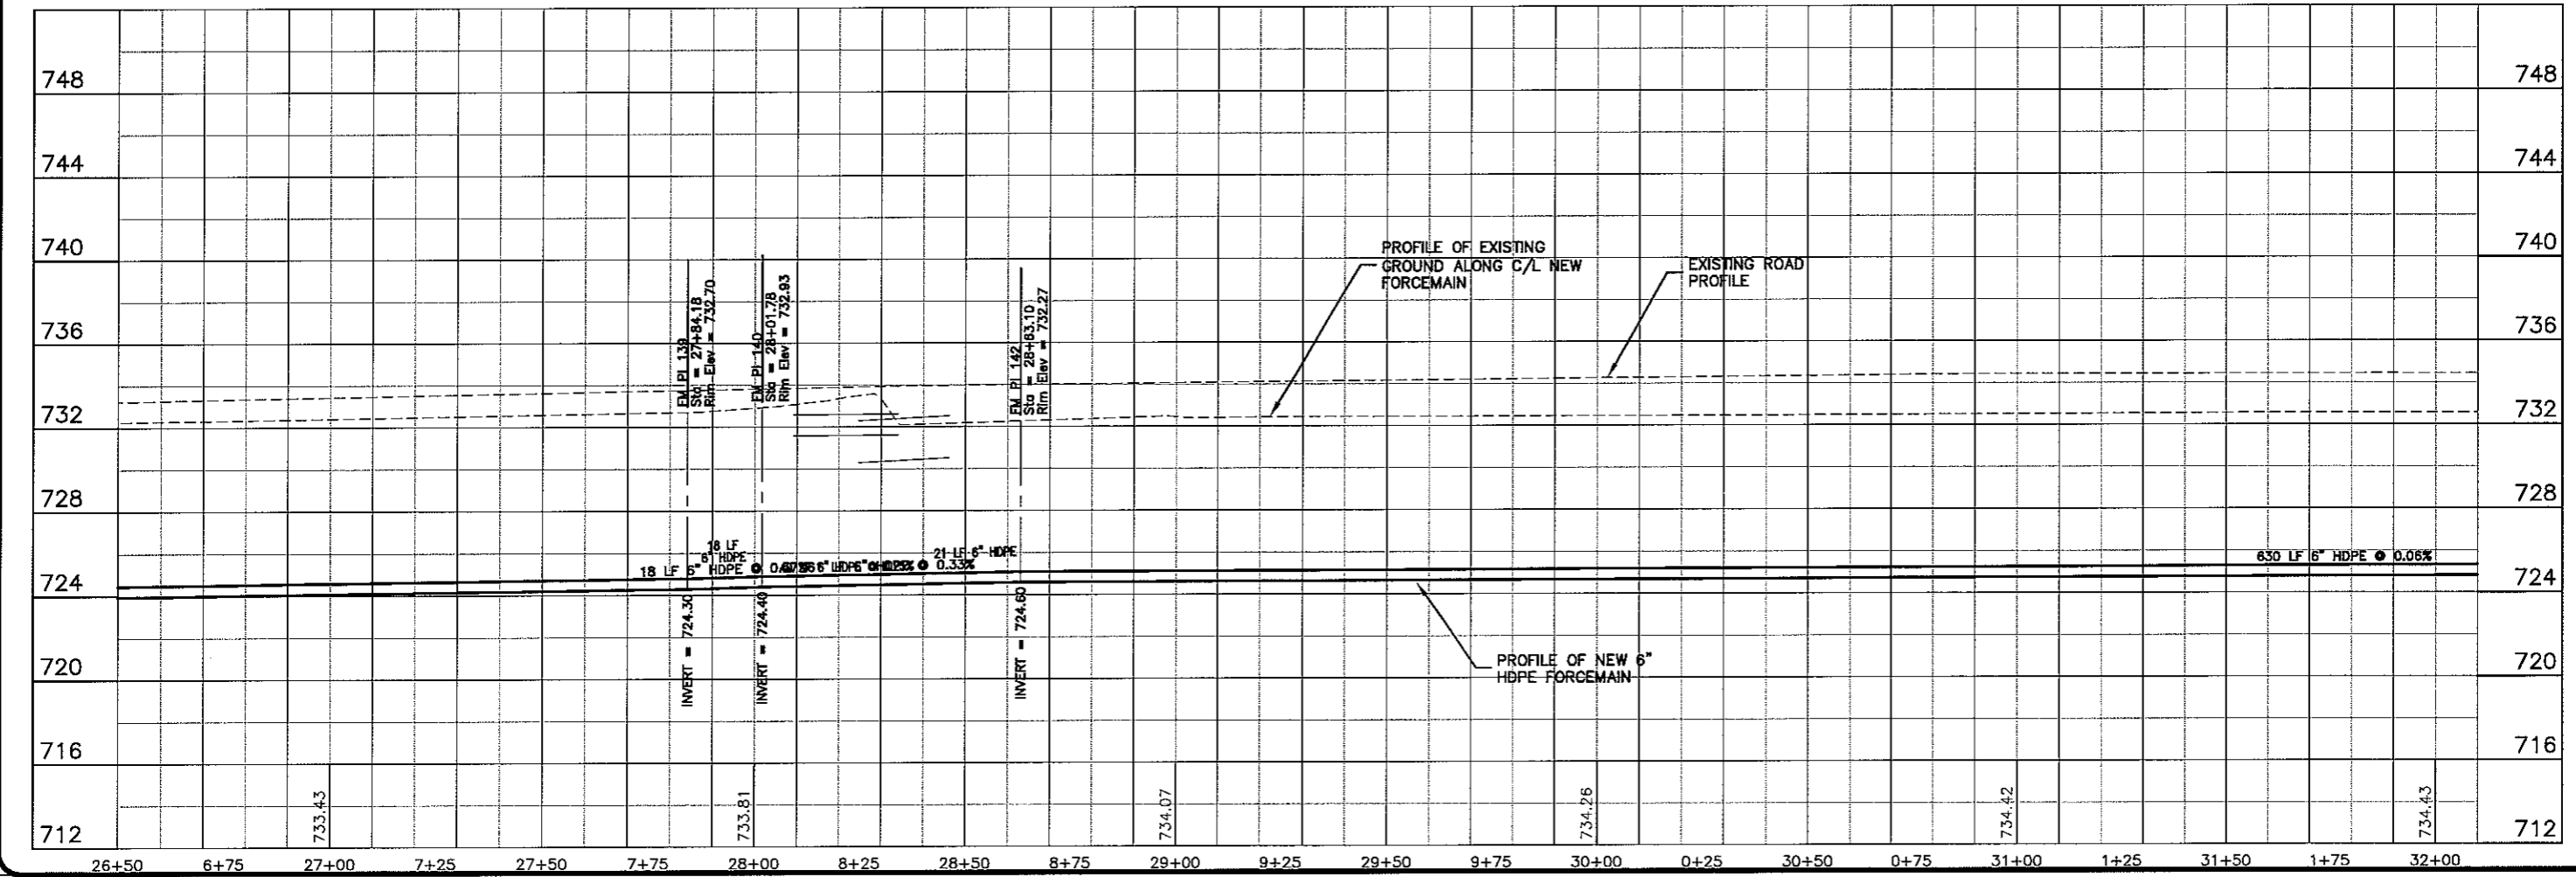 748
748
744
744
740
740
736
736
732
732
728
728
724
724
720
720
716
716
712
712
PROFILE OF EXISTING
GROUND ALONG C/L NEW
FORCEMAIN
EXISTING ROAD
PROFILE
FM PI 139
Sta = 27+84.18
Rim Elev = 732.70
FM PI 140
Sta = 28+01.78
Rim Elev = 732.93
FM PI 142
Sta = 28+63.10
Rim Elev = 732.27
18 LF
6" HDPE
18 LF 6" HDPE @
21 LF 6" HDPE
@ 0.33%
630 LF 6" HDPE @ 0.06%
INVERT = 724.30
INVERT = 724.40
INVERT = 724.60
PROFILE OF NEW 6"
HDPE FORCEMAIN
733.43
733.81
734.07
734.26
734.42
734.43
26+50 6+75 27+00 7+25 27+50 7+75 28+00 8+25 28+50 8+75 29+00 9+25 29+50 9+75 30+00 0+25 30+50 0+75 31+00 1+25 31+50 1+75 32+00